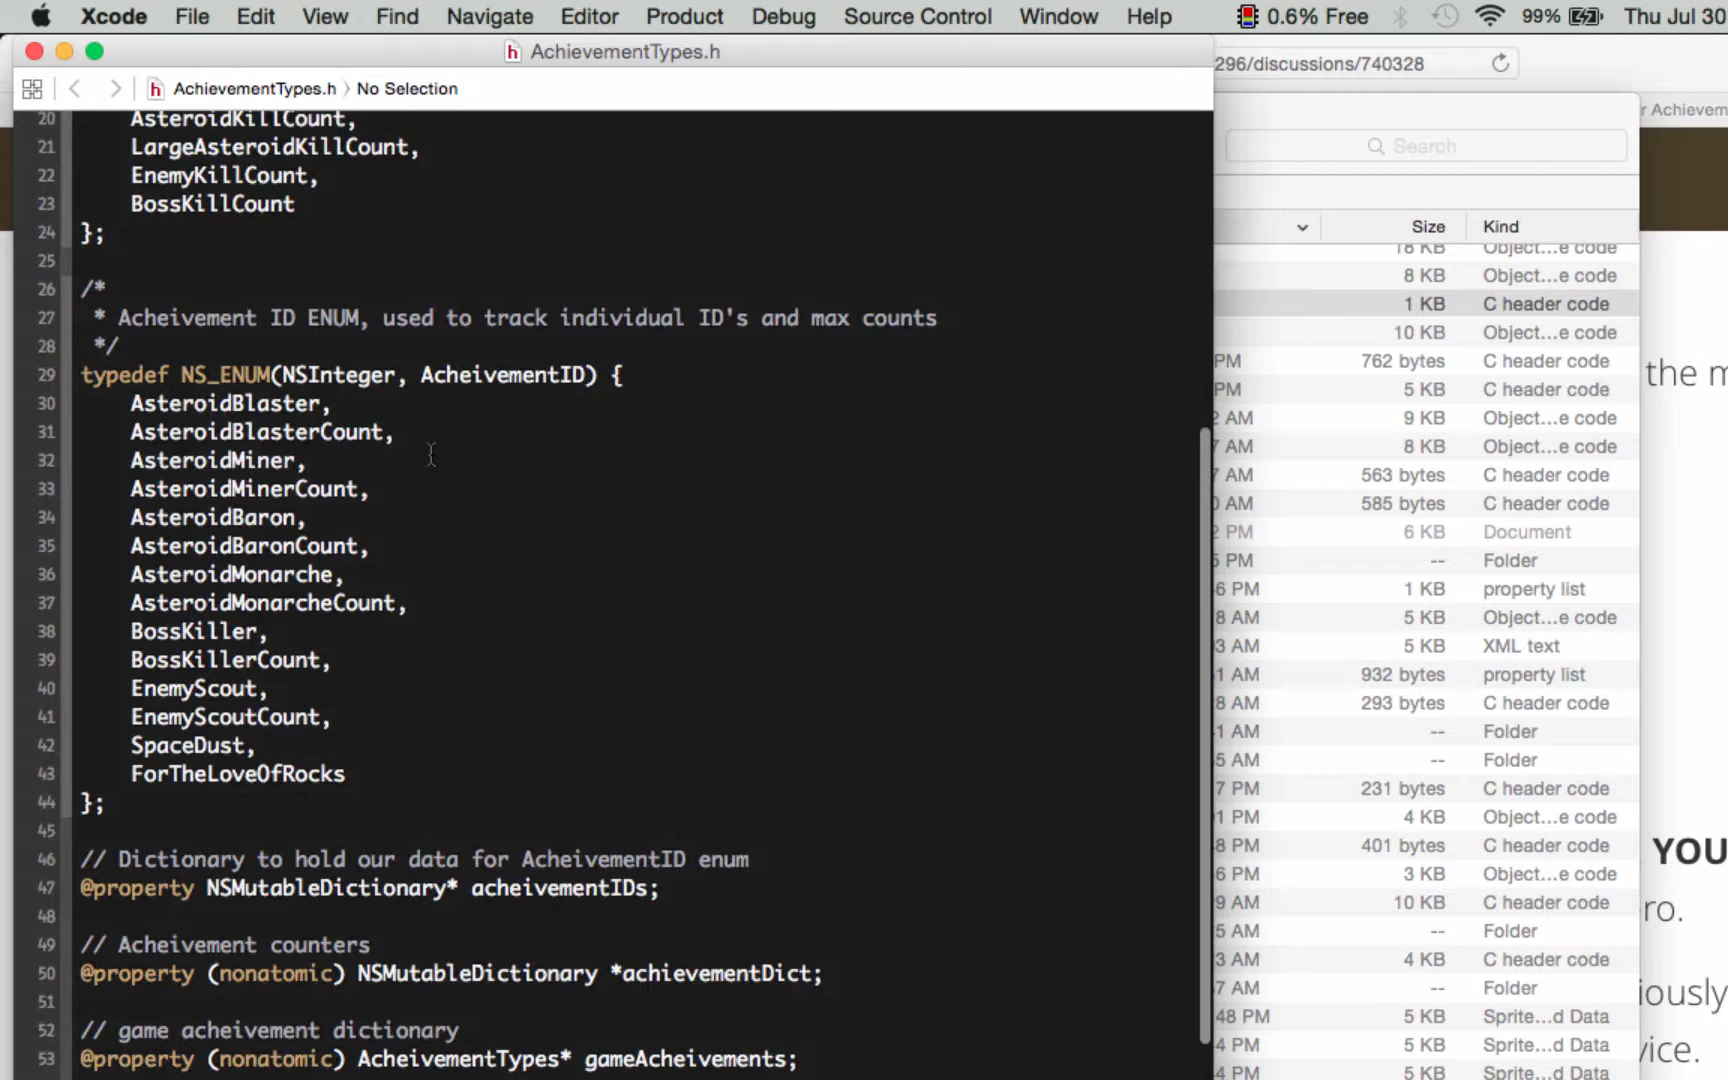 Xcode File Edit View Find Navigate Editor Product Debug Source Control Window Help 0.6% Free 99% Thu Jul 30
AchievementTypes.h
296/discussions/740328
AchievementTypes.h No Selection
r Achievem
20 AsteroidKillCount,
21 LargeAsteroidKillCount,
22 EnemyKillCount,
23 BossKillCount
24 };
25
26 /*
27 * Acheivement ID ENUM, used to track individual ID's and max counts
28 */
29 typedef NS_ENUM(NSInteger, AcheivementID) {
30 AsteroidBlaster,
31 AsteroidBlasterCount,
32 AsteroidMiner,
33 AsteroidMinerCount,
34 AsteroidBaron,
35 AsteroidBaronCount,
36 AsteroidMonarche,
37 AsteroidMonarcheCount,
38 BossKiller,
39 BossKillerCount,
40 EnemyScout,
41 EnemyScoutCount,
42 SpaceDust,
43 ForTheLoveOfRocks
44 };
45
46 // Dictionary to hold our data for AcheivementID enum
47 @property NSMutableDictionary* acheivementIDs;
48
49 // Acheivement counters
50 @property (nonatomic) NSMutableDictionary *achievementDict;
51
52 // game acheivement dictionary
53 @property (nonatomic) AcheivementTypes* gameAcheivements;
Search
Size Kind
18 KB Object...e code
8 KB Object...e code
1 KB C header code
10 KB Object...e code
PM 762 bytes C header code
PM 5 KB C header code
2 AM 9 KB Object...e code
7 AM 8 KB Object...e code
7 AM 563 bytes C header code
0 AM 585 bytes C header code
2 PM 6 KB Document
5 PM -- Folder
6 PM 1 KB property list
8 AM 5 KB Object...e code
3 AM 5 KB XML text
1 AM 932 bytes property list
8 AM 293 bytes C header code
1 AM -- Folder
5 AM -- Folder
7 PM 231 bytes C header code
1 PM 4 KB Object...e code
8 PM 401 bytes C header code
6 PM 3 KB Object...e code
9 AM 10 KB C header code
5 AM -- Folder
3 AM 4 KB C header code
7 AM -- Folder
48 PM 5 KB Sprite...d Data
4 PM 5 KB Sprite...d Data
4 PM 5 KB Sprite...d Data
the m
YOU
ro.
iously
vice.